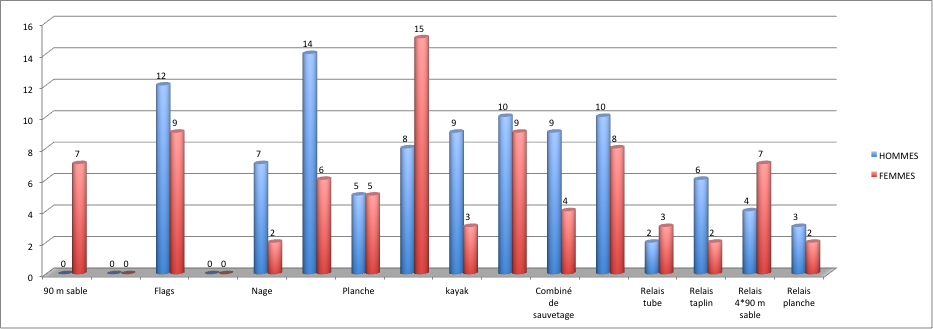 16
14
12
10
8
6
4
2
0
0 7
0 0
12 9
0 0
7 2
14 6
5 5
8 15
9 3
10 9
9 4
10 8
2 3
6 2
4 7
3 2
90 m sable
Flags
Nage
Planche
kayak
Combiné
de
sauvetage
Relais
tube
Relais
taplin
Relais
4*90 m
sable
Relais
planche
HOMMES
FEMMES